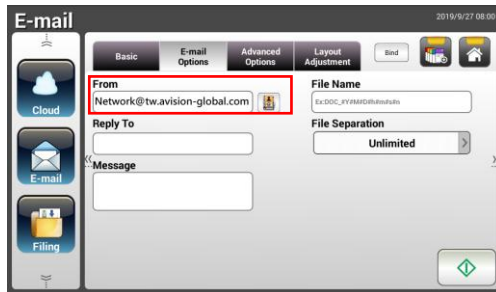 E-mail
2019/9/27 08:00
Basic
E-mail Options
Advanced Options
Layout Adjustment
Bind
Cloud
E-mail
Filing
From
Network@tw.avision-global.com
Reply To
Message
File Name
File Separation
Unlimited